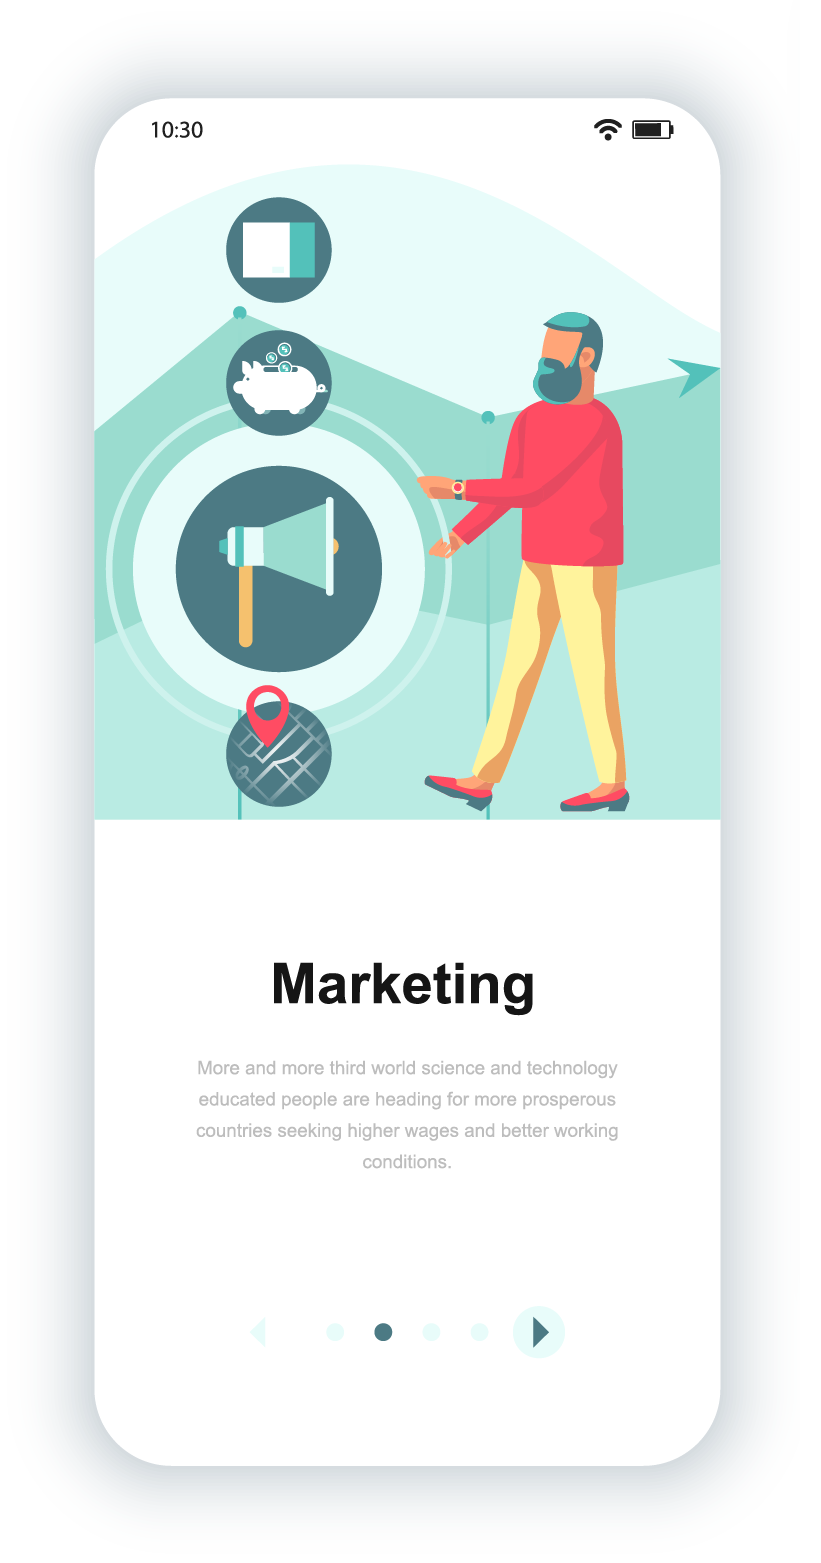 10:30
Marketing
More and more third world science and technology
educated people are heading for more prosperous
countries seeking higher wages and better working
conditions.